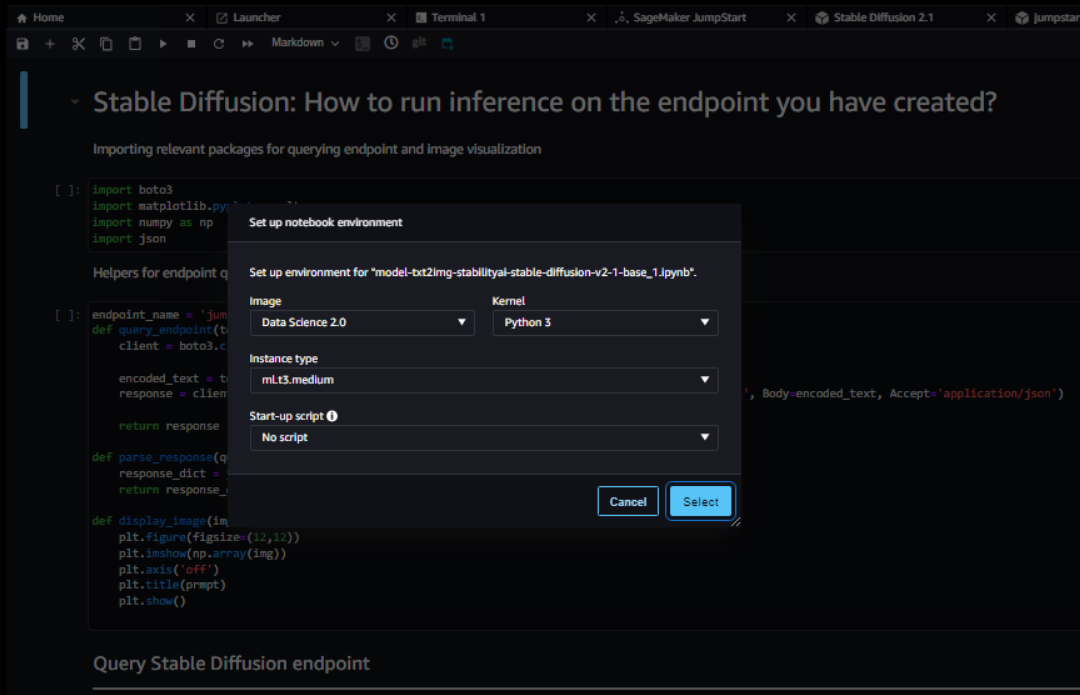 Home
Launcher
Terminal 1
SageMaker JumpStart
Stable Diffusion 2.1
jumpstar
Markdown
git
Stable Diffusion: How to run inference on the endpoint you have created?
Importing relevant packages for querying endpoint and image visualization
[ ]:
import boto3
import matplotlib.py
import numpy as np
import json
Helpers for endpoint q
[ ]:
endpoint_name = 'jum
def query_endpoint(t
client = boto3.c
encoded_text = t
response = clien
', Body=encoded_text, Accept='application/json')
return response
def parse_response(q
response_dict =
return response_
def display_image(im
plt.figure(figsize=(12,12))
plt.imshow(np.array(img))
plt.axis('off')
plt.title(prmpt)
plt.show()
Query Stable Diffusion endpoint
Set up notebook environment
Set up environment for "model-txt2img-stabilityai-stable-diffusion-v2-1-base_1.ipynb".
Image
Kernel
Data Science 2.0
Python 3
Instance type
ml.t3.medium
Start-up script
No script
Cancel
Select